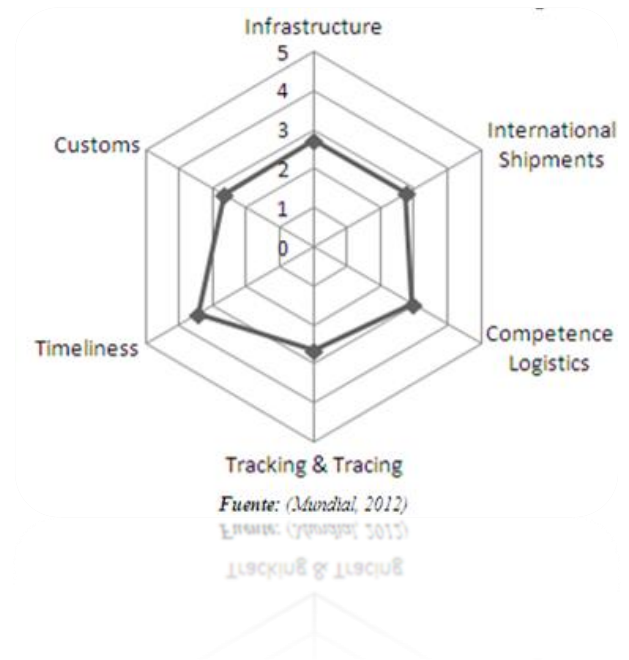 Infrastructure
5
4
3
2
1
0
International
Shipments
Competence
Logistics
Tracking & Tracing
Timeliness
Customs
Fuente: (Mundial, 2012)